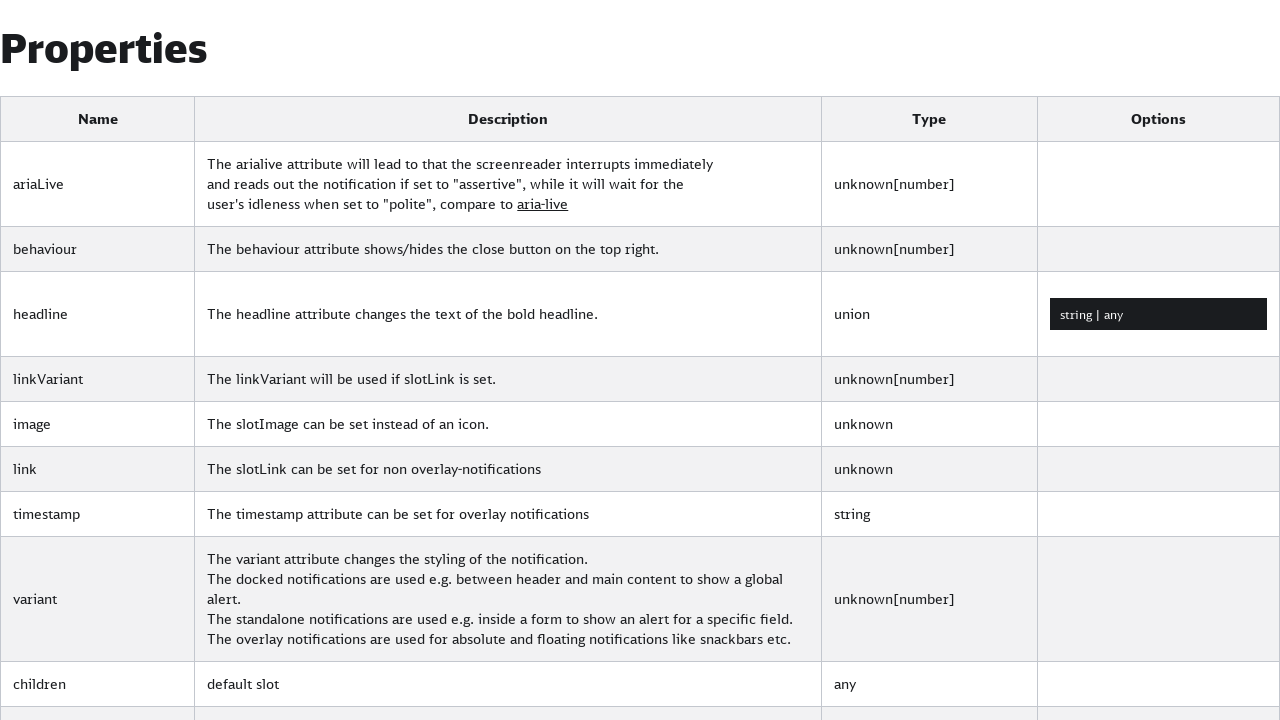 Properties
Name Description Type Options
ariaLive The arialive attribute will lead to that the screenreader interrupts immediately
and reads out the notification if set to "assertive", while it will wait for the
user's idleness when set to "polite", compare to aria-live unknown[number]
behaviour The behaviour attribute shows/hides the close button on the top right. unknown[number]
headline The headline attribute changes the text of the bold headline. union string | any
linkVariant The linkVariant will be used if slotLink is set. unknown[number]
image The slotImage can be set instead of an icon. unknown
link The slotLink can be set for non overlay-notifications unknown
timestamp The timestamp attribute can be set for overlay notifications string
variant The variant attribute changes the styling of the notification.
The docked notifications are used e.g. between header and main content to show a global
alert.
The standalone notifications are used e.g. inside a form to show an alert for a specific field.
The overlay notifications are used for absolute and floating notifications like snackbars etc. unknown[number]
children default slot any